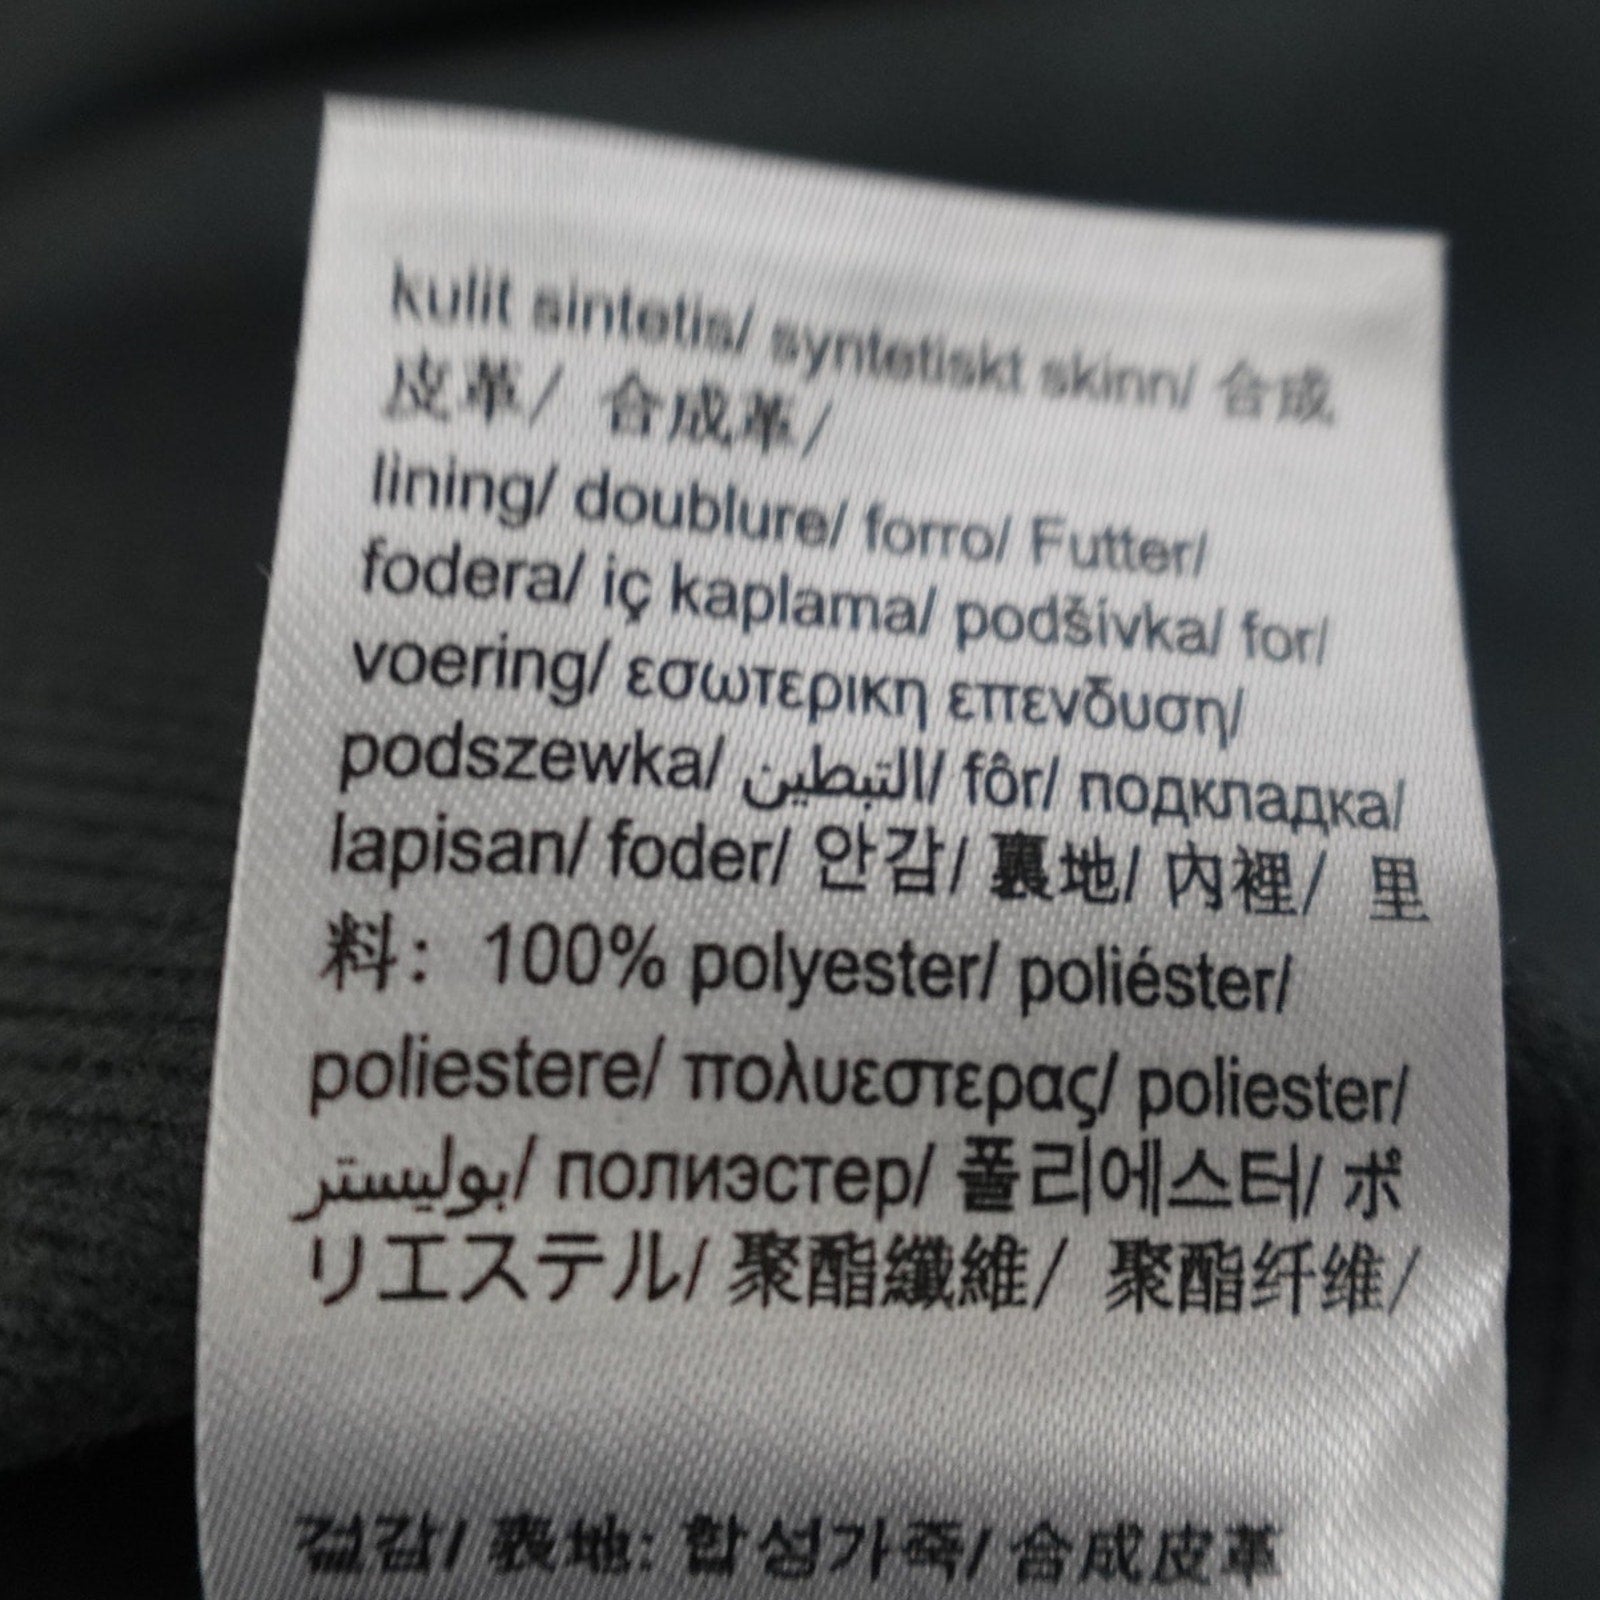 kulit sintetis/ syntetiskt skinn/ 合成
皮革/ 合成革/
lining/ doublure/ forro/ Futter/
fodera/ iç kaplama/ podšívka/ for/
voering/ εσωτερικη επενδυση/
podszewka/ التبطين/ fôr/ подкладка/
lapisan/ foder/ 안감/ 裏地/ 內裡/ 里
料: 100% polyester/ poliéster/
poliestere/ πολυεστερας/ poliester/
بوليستر/ полиэстер/ 폴리에스터/ ポ
リエステル/ 聚酯纖維/ 聚酯纤维/
겉감/ 表地: 합성가죽/ 合成皮革